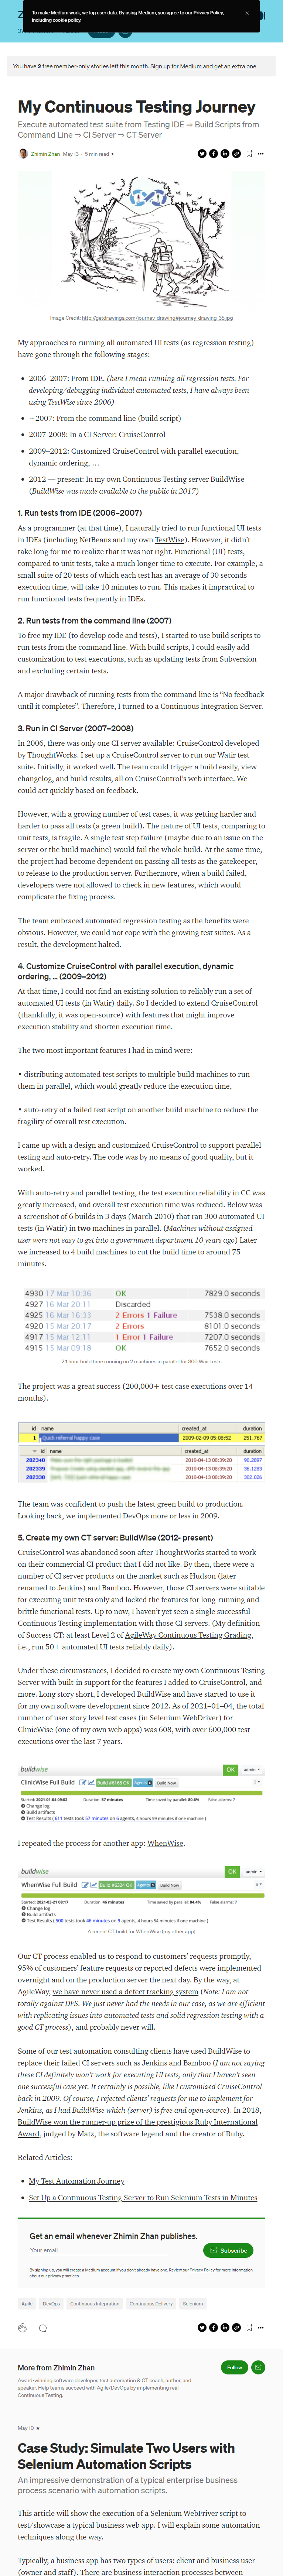 To make Medium work, we log user data. By using Medium, you agree to our Privacy Policy,
including cookie policy.
You have 2 free member-only stories left this month. Sign up for Medium and get an extra one
My Continuous Testing Journey
Execute automated test suite from Testing IDE ⇒ Build Scripts from
Command Line ⇒ CI Server ⇒ CT Server
Zhimin Zhan May 13 · 5 min read ★
Image Credit: http://getdrawings.com/journey-drawing#journey-drawing-35.jpg
My approaches to running all automated UI tests (as regression testing)
have gone through the following stages:
• 2006–2007: From IDE. (here I mean running all regression tests. For
developing/debugging individual automated tests, I have always been
using TestWise since 2006)
• ~2007: From the command line (build script)
• 2007-2008: In a CI Server: CruiseControl
• 2009–2012: Customized CruiseControl with parallel execution,
dynamic ordering, …
• 2012 — present: In my own Continuous Testing server BuildWise
(BuildWise was made available to the public in 2017)
1. Run tests from IDE (2006–2007)
As a programmer (at that time), I naturally tried to run functional UI tests
in IDEs (including NetBeans and my own TestWise). However, it didn't
take long for me to realize that it was not right. Functional (UI) tests,
compared to unit tests, take a much longer time to execute. For example, a
small suite of 20 tests of which each test has an average of 30 seconds
execution time, will take 10 minutes to run. This makes it impractical to
run functional tests frequently in IDEs.
2. Run tests from the command line (2007)
To free my IDE (to develop code and tests), I started to use build scripts to
run tests from the command line. With build scripts, I could easily add
customization to test executions, such as updating tests from Subversion
and excluding certain tests.
A major drawback of running tests from the command line is "No feedback
until it completes". Therefore, I turned to a Continuous Integration Server.
3. Run in CI Server (2007–2008)
In 2006, there was only one CI server available: CruiseControl developed
by ThoughtWorks. I set up a CruiseControl server to run our Watir test
suite. Initially, it worked well. The team could trigger a build easily, view
changelog, and build results, all on CruiseControl's web interface. We
could act quickly based on feedback.
However, with a growing number of test cases, it was getting harder and
harder to pass all tests (a green build). The nature of UI tests, comparing to
unit tests, is fragile. A single test step failure (maybe due to an issue on the
server or the build machine) would fail the whole build. At the same time,
the project had become dependent on passing all tests as the gatekeeper,
to release to the production server. Furthermore, when a build failed,
developers were not allowed to check in new features, which would
complicate the fixing process.
The team embraced automated regression testing as the benefits were
obvious. However, we could not cope with the growing test suites. As a
result, the development halted.
4. Customize CruiseControl with parallel execution, dynamic
ordering, … (2009–2012)
At that time, I could not find an existing solution to reliably run a set of
automated UI tests (in Watir) daily. So I decided to extend CruiseControl
(thankfully, it was open-source) with features that might improve
execution stability and shorten execution time.
The two most important features I had in mind were:
• distributing automated test scripts to multiple build machines to run
them in parallel, which would greatly reduce the execution time,
• auto-retry of a failed test script on another build machine to reduce the
fragility of overall test execution.
I came up with a design and customized CruiseControl to support parallel
testing and auto-retry. The code was by no means of good quality, but it
worked.
With auto-retry and parallel testing, the test execution reliability in CC was
greatly increased, and overall test execution time was reduced. Below was
a screenshot of 6 builds in 3 days (March 2010) that ran 300 automated UI
tests (in Watir) in two machines in parallel. (Machines without assigned
user were not easy to get into a government department 10 years ago) Later
we increased to 4 build machines to cut the build time to around 75
minutes.
4930 17 Mar 10:36 OK 7829.0 seconds
4927 16 Mar 20:11 Discarded
4926 16 Mar 20:11 2 Errors 1 Failure 7538.0 seconds
4920 15 Mar 20:17 2 Errors 8101.0 seconds
4917 15 Mar 12:11 1 Error 1 Failure 7207.0 seconds
4915 15 Mar 09:18 OK 7652.0 seconds
2.1 hour build time running on 2 machines in parallel for 300 Wair tests
The project was a great success (200,000+ test case executions over 14
months).
id name created_at duration
1 Quick referral happy case 2009-02-09 05:08:52 251.767
id name created_at duration
202340 2010-04-13 08:39:20 90.2897
202339 2010-04-13 08:39:20 36.1283
202338 2010-04-13 08:39:20 302.026
The team was confident to push the latest green build to production.
Looking back, we implemented DevOps more or less in 2009.
5. Create my own CT server: BuildWise (2012- present)
CruiseControl was abandoned soon after ThoughtWorks started to work
on their commercial CI product that I did not like. By then, there were a
number of CI server products on the market such as Hudson (later
renamed to Jenkins) and Bamboo. However, those CI servers were suitable
for executing unit tests only and lacked the features for long-running and
brittle functional tests. Up to now, I haven't yet seen a single successful
Continuous Testing implementation with those CI servers. (My definition
of Success CT: at least Level 2 of AgileWay Continuous Testing Grading,
i.e., run 50+ automated UI tests reliably daily).
Under these circumstances, I decided to create my own Continuous Testing
Server with built-in support for the features I added to CruiseControl, and
more. Long story short, I developed BuildWise and have started to use it
for my own software development since 2012. As of 2021–01–04, the total
number of user story level test cases (in Selenium WebDriver) for
ClinicWise (one of my own web apps) was 608, with over 600,000 test
executions over the last 7 years.
buildwise OK admin
ClinicWise Full Build Build #6168 OK Agents Build Now
Started: 2021-01-04 09:02 Duration: 57 minutes Time saved by parallel: 80.6% False alarms: 7
Change log
Build artifacts
Test Results ( 611 tests took 57 minutes on 6 agents, 4 hours 59 minutes if one machine )
I repeated the process for another app: WhenWise.
buildwise OK admin
WhenWise Full Build Build #6324 OK Agents Build Now
Started: 2021-03-21 08:17 Duration: 46 minutes Time saved by parallel: 84.4% False alarms: ?
Change log
Build artifacts
Test Results ( 500 tests took 46 minutes on 9 agents, 4 hours 54 minutes if one machine )
A recent CT build for WhenWise (my other app)
Our CT process enabled us to respond to customers' requests promptly,
95% of customers' feature requests or reported defects were implemented
overnight and on the production server the next day. By the way, at
AgileWay, we have never used a defect tracking system (Note: I am not
totally against DFS. We just never had the needs in our case, as we are efficient
with replicating issues into automated tests and solid regression testing with a
good CT process), and probably never will.
Some of our test automation consulting clients have used BuildWise to
replace their failed CI servers such as Jenkins and Bamboo (I am not saying
these CI definitely won't work for executing UI tests, only that I haven't seen
one successful case yet. It certainly is possible, like I customized CruiseControl
back in 2009. Of course, I rejected clients' requests for me to implement for
Jenkins, as I had BuildWise which (server) is free and open-source). In 2018,
BuildWise won the runner-up prize of the prestigious Ruby International
Award, judged by Matz, the software legend and the creator of Ruby.
Related Articles:
• My Test Automation Journey
• Set Up a Continuous Testing Server to Run Selenium Tests in Minutes
Get an email whenever Zhimin Zhan publishes.
Your email
Subscribe
By signing up, you will create a Medium account if you don't already have one. Review our Privacy Policy for more information
about our privacy practices.
Agile DevOps Continuous Integration Continuous Delivery Selenium
More from Zhimin Zhan
Follow
Award-winning software developer, test automation & CT coach, author, and
speaker. Help teams succeed with Agile/DevOps by implementing real
Continuous Testing.
May 10 ★
Case Study: Simulate Two Users with
Selenium Automation Scripts
An impressive demonstration of a typical enterprise business
process scenario with automation scripts.
This article will show the execution of a Selenium WebFriver script to
test/showcase a typical business web app. I will explain some automation
techniques along the way.
Typically, a business app has two types of users: client and business user
(owner and staff). There are business interaction processes between